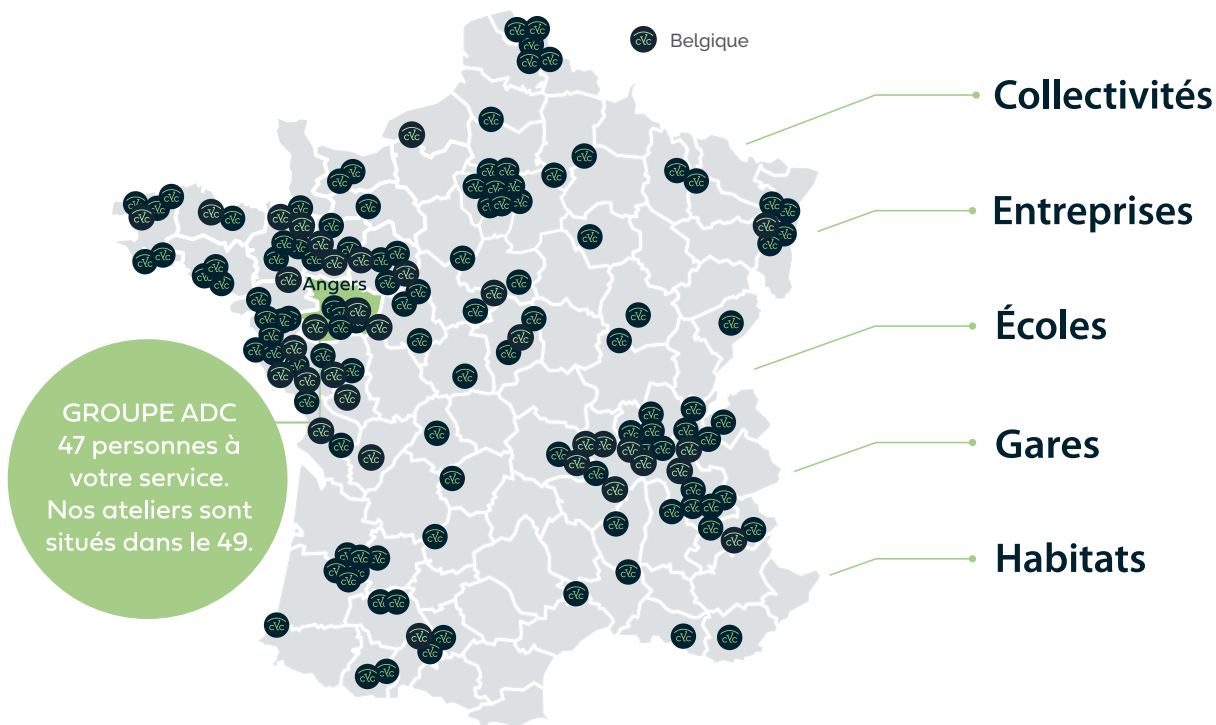 Belgique
Collectivités
Entreprises
Angers
Écoles
GROUPE ADC
47 personnes à
votre service.
Nos ateliers sont
situés dans le 49.
Gares
Habitats
cVc